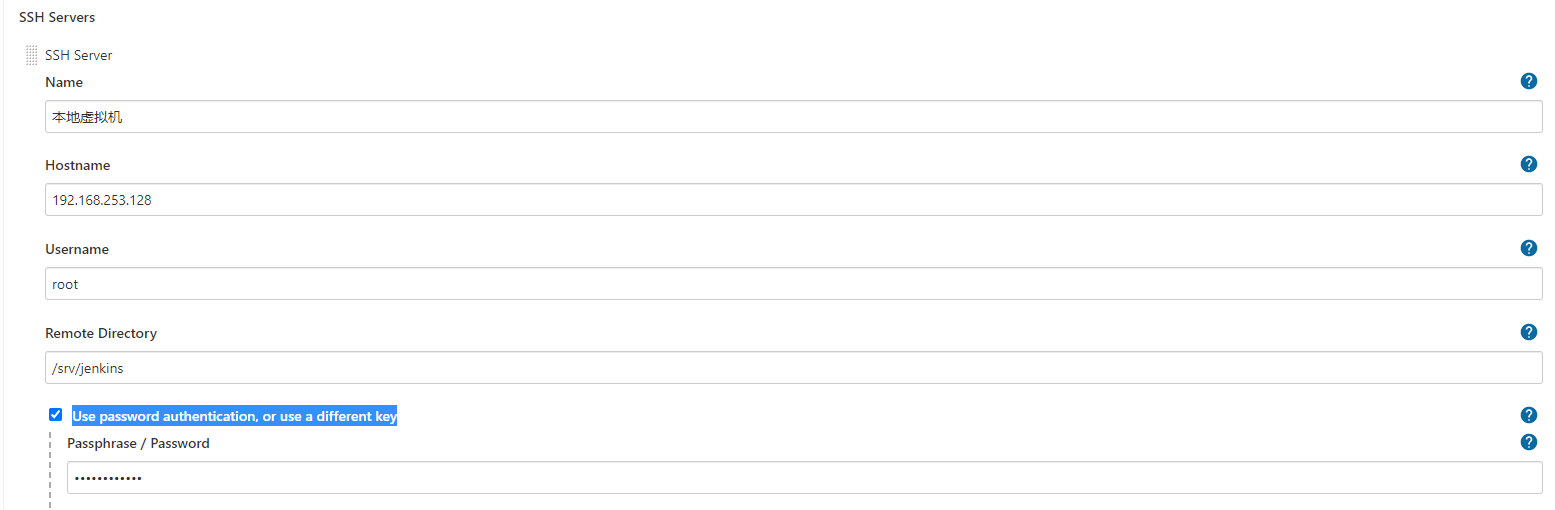 SSH Servers
SSH Server
Name
本地虚拟机
Hostname
192.168.253.128
Username
root
Remote Directory
/srv/jenkins
Use password authentication, or use a different key
Passphrase / Password
••••••••••••